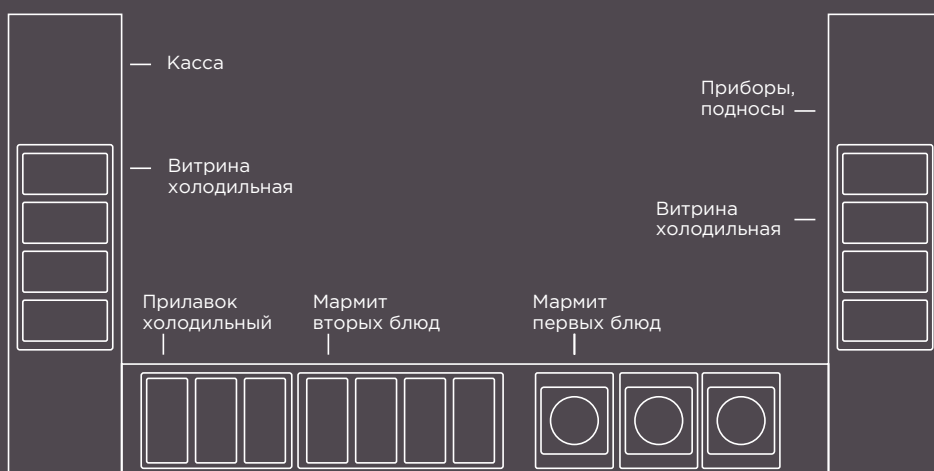 Касса
Приборы,
подносы
Витрина
холодильная
Витрина
холодильная
Прилавок
холодильный
Мармит
вторых блюд
Мармит
первых блюд